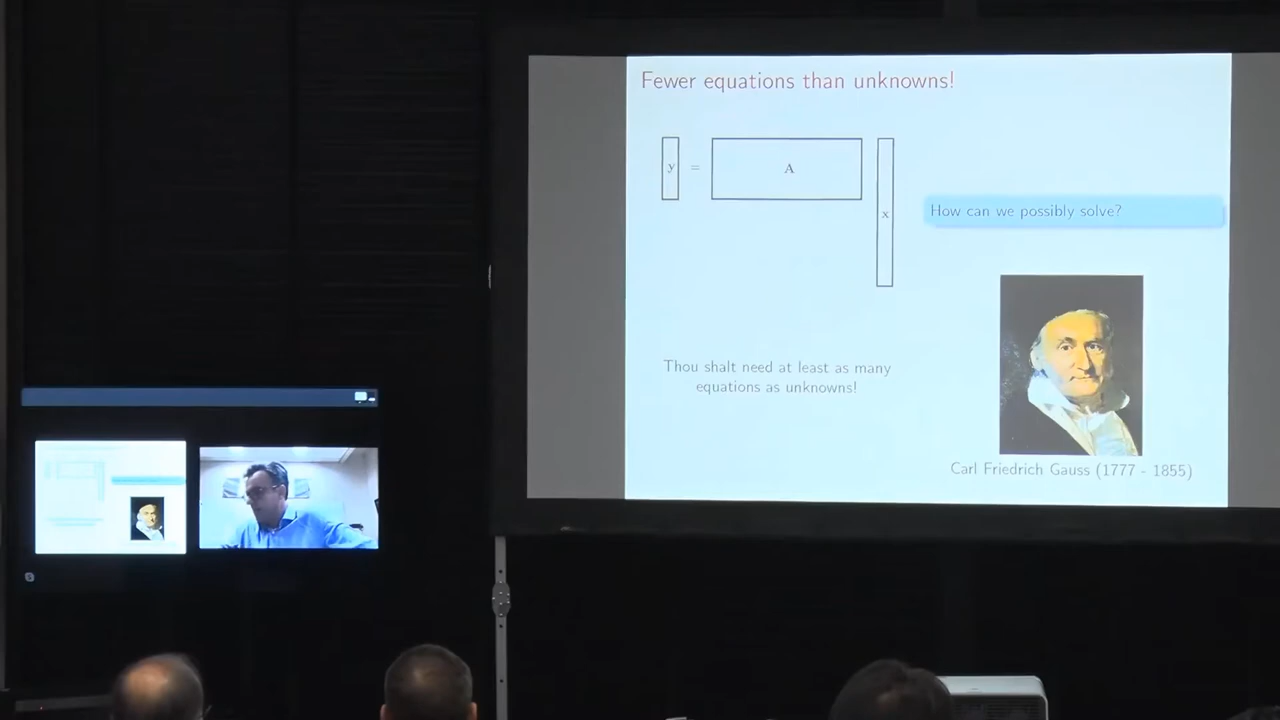 Fewer equations than unknowns!
y = A x
How can we possibly solve?
Thou shalt need at least as many
equations as unknowns!
Carl Friedrich Gauss (1777 - 1855)